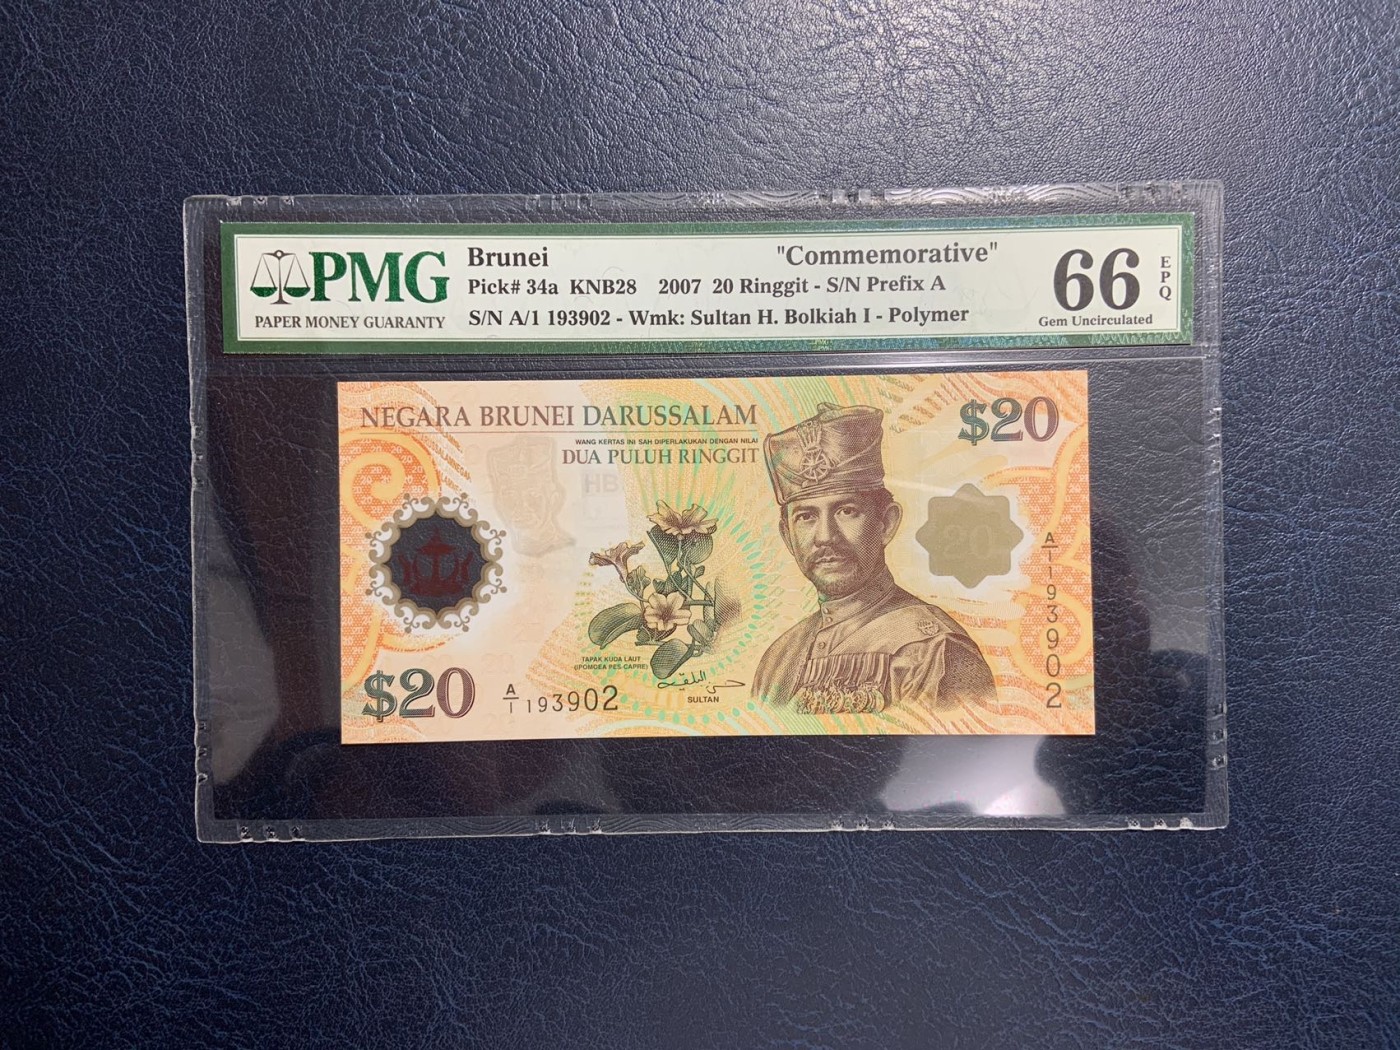 PMG
PAPER MONEY GUARANTY
Brunei "Commemorative"
Pick# 34a KNB28 2007 20 Ringgit - S/N Prefix A
S/N A/1 193902 - Wmk: Sultan H. Bolkiah I - Polymer
66 EPQ
Gem Uncirculated
NEGARA BRUNEI DARUSSALAM
$20
WANG KERTAS INI SAH DIPERLAKUKAN DENGAN NILAI
DUA PULUH RINGGIT
20
A/1 193902
TAPAK KUDA LAUT
(IPOMOEA PES-CAPRE)
SULTAN
$20
A/1 193902